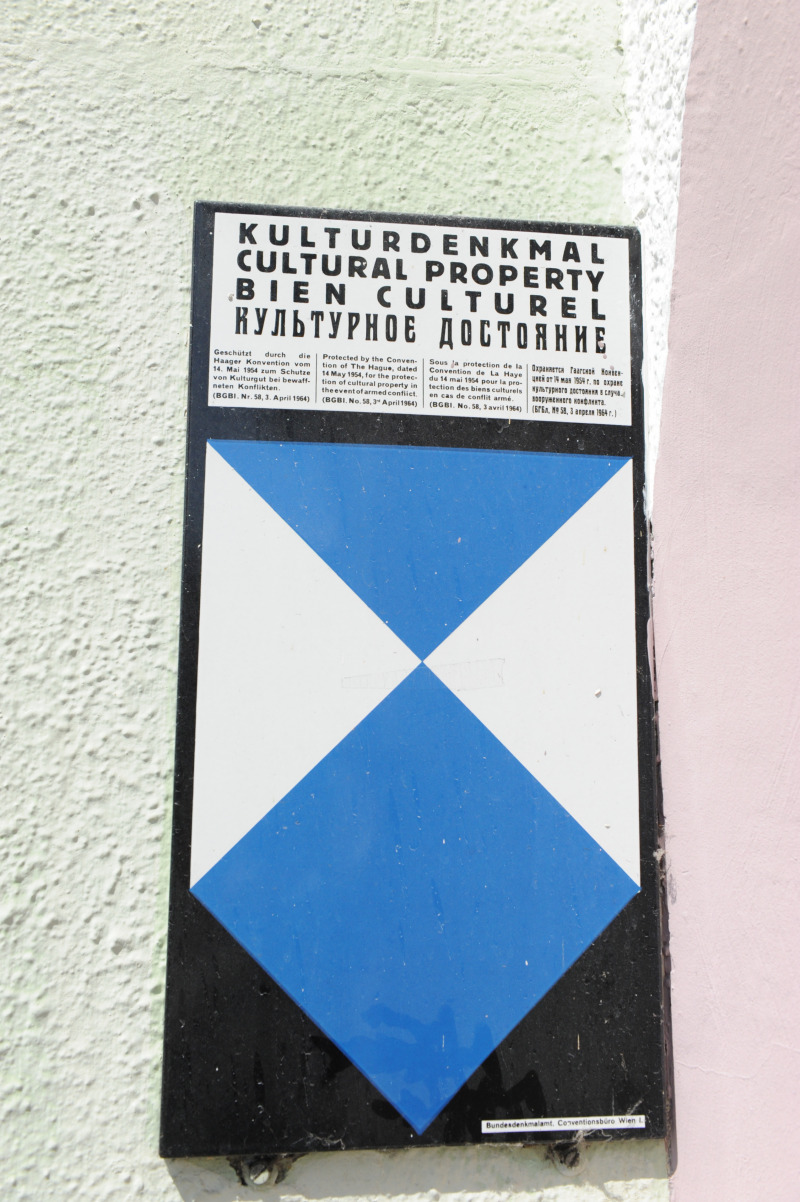 KULTURDENKMAL
CULTURAL PROPERTY
BIEN CULTUREL
КУЛЬТУРНОЕ ДОСТОЯНИЕ
Geschützt durch die
Haager Konvention vom
14. Mai 1954 zum Schutze
von Kulturgut bei bewaff-
neten Konflikten.
(BGBl. Nr. 58, 3. April 1964)
Protected by the Conven-
tion of The Hague, dated
14 May 1954, for the protec-
tion of cultural property in
the event of armed conflict.
(BGBl. No. 58, 3rd April 1964)
Sous la protection de la
Convention de La Haye
du 14 mai 1954 pour la pro-
tection des biens culturels
en cas de conflit armé.
(BGBl. No. 58, 3 avril 1964)
Охраняется Гаагской Конвен-
цией от 14 мая 1954 г. по охране
культурного достояния в случае
вооруженного конфликта.
(БГБл. № 58, 3 апреля 1964 г.)
Bundesdenkmalamt. Conventionsbüro Wien I.